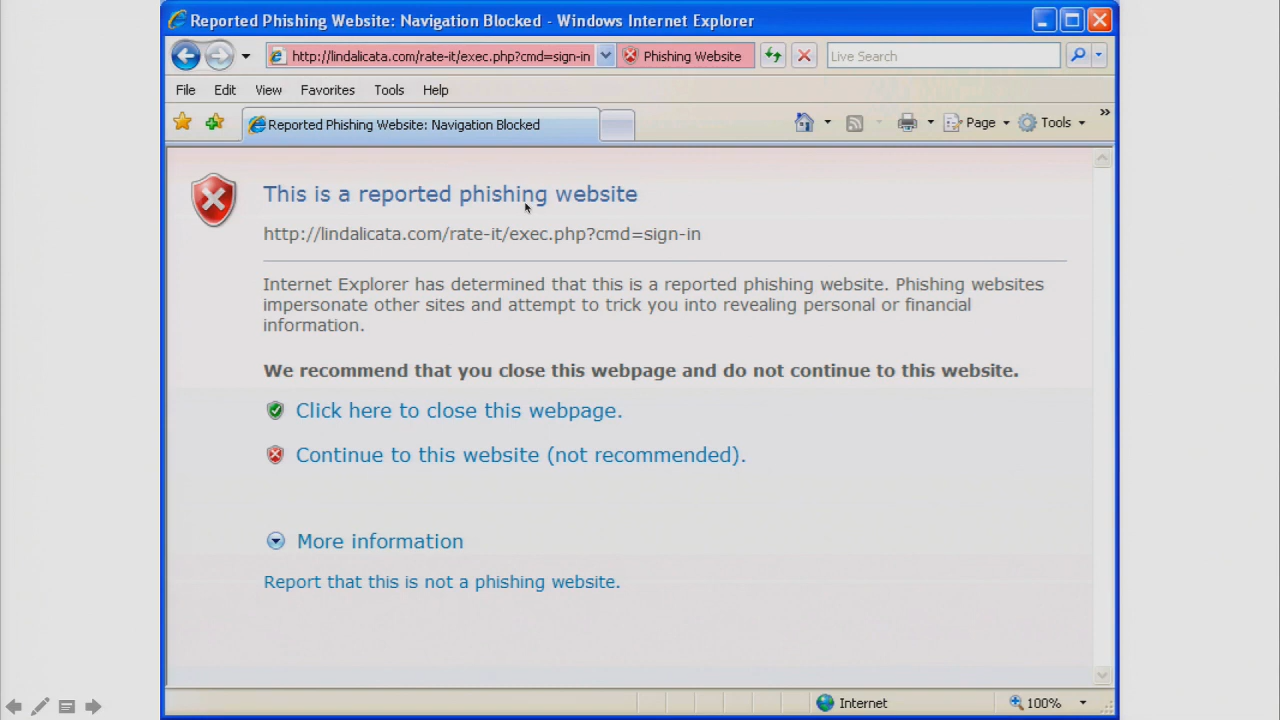 Reported Phishing Website: Navigation Blocked - Windows Internet Explorer
http://lindalicata.com/rate-it/exec.php?cmd=sign-in Phishing Website Live Search
File Edit View Favorites Tools Help
Reported Phishing Website: Navigation Blocked Page Tools »
This is a reported phishing website
http://lindalicata.com/rate-it/exec.php?cmd=sign-in
Internet Explorer has determined that this is a reported phishing website. Phishing websites
impersonate other sites and attempt to trick you into revealing personal or financial
information.
We recommend that you close this webpage and do not continue to this website.
Click here to close this webpage.
Continue to this website (not recommended).
More information
Report that this is not a phishing website.
Internet 100%